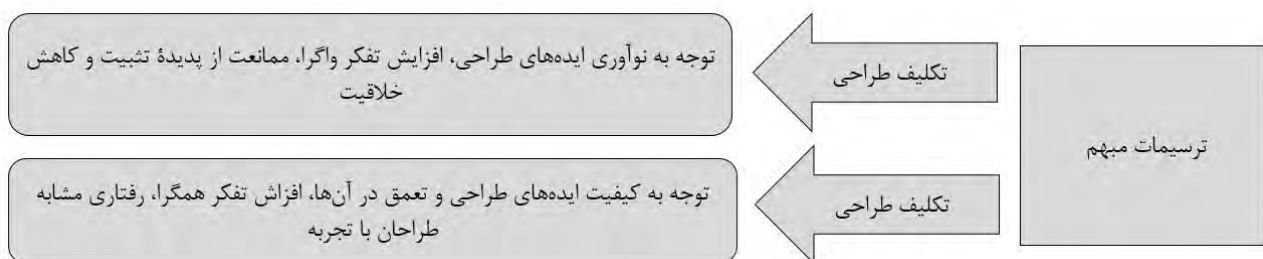 ترسیمات مبهم
تکلیف طراحی
توجه به نوآوری ایده‌های طراحی، افزایش تفکر واگرا، ممانعت از پدیدۀ تثبیت و کاهش
خلاقیت
تکلیف طراحی
توجه به کیفیت ایده‌های طراحی و تعمق در آن‌ها، افزاش تفکر همگرا، رفتاری مشابه
طراحان با تجربه